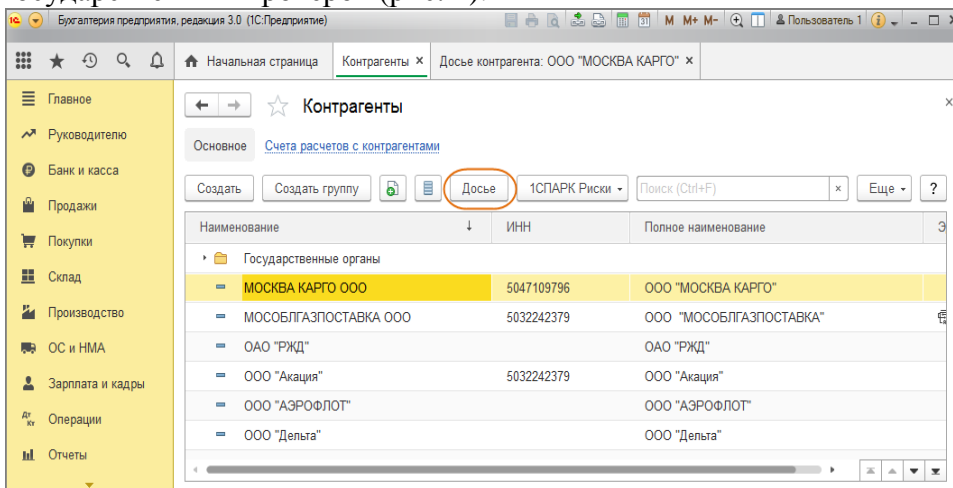 Бухгалтерия предприятия, редакция 3.0 (1С:Предприятие)
M M+ M- Пользователь 1
Начальная страница Контрагенты × Досье контрагента: ООО "МОСКВА КАРГО" ×
Главное
Руководителю
Банк и касса
Продажи
Покупки
Склад
Производство
ОС и НМА
Зарплата и кадры
Операции
Отчеты
Контрагенты
Основное Счета расчетов с контрагентами
Создать Создать группу Досье 1СПАРК Риски Поиск (Ctrl+F) × Еще ?
Наименование ↓ ИНН Полное наименование Э
Государственные органы
МОСКВА КАРГО ООО 5047109796 ООО "МОСКВА КАРГО"
МОСОБЛГАЗПОСТАВКА ООО 5032242379 ООО "МОСОБЛГАЗПОСТАВКА"
ОАО "РЖД" ОАО "РЖД"
ООО "Акация" 5032242379 ООО "Акация"
ООО "АЭРОФЛОТ" ООО "АЭРОФЛОТ"
ООО "Дельта" ООО "Дельта"